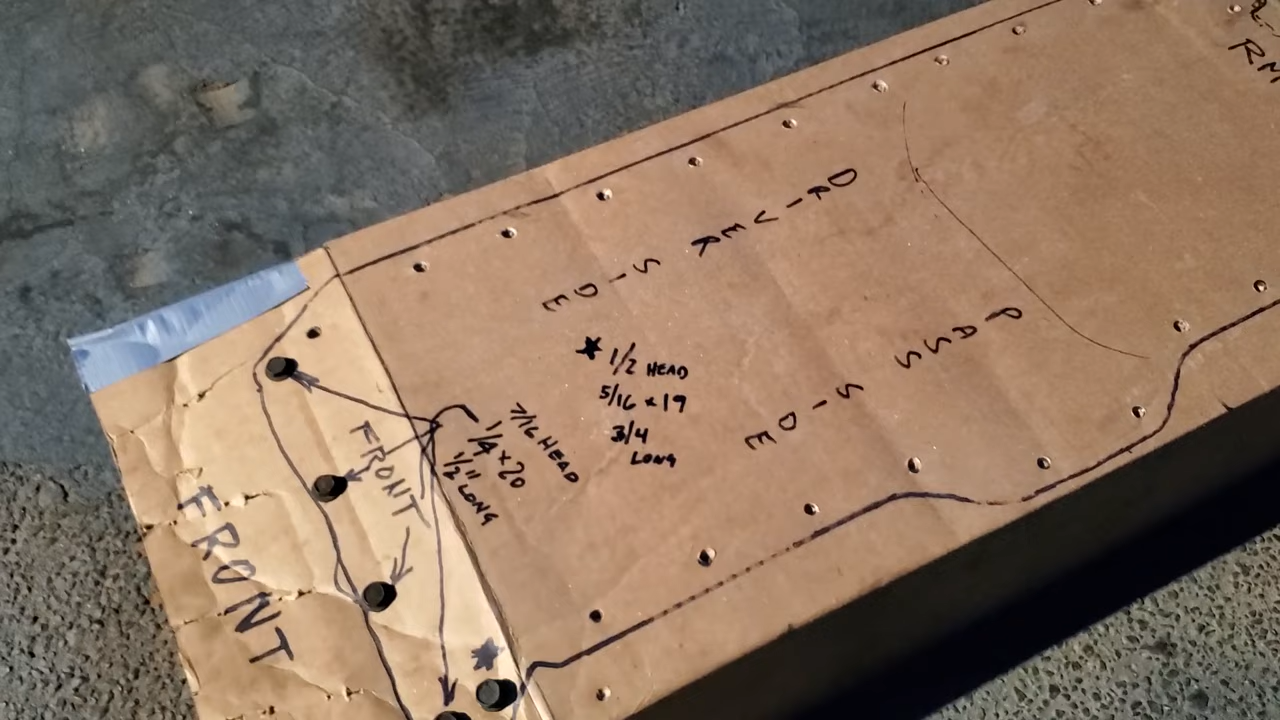 DRIVER
SIDE
PASS
SIDE
★ 1/2 HEAD
5/16 x 19
3/4
LONG
7/16 HEAD
1/4 x 20
1/2" LONG
FRONT
FRONT
★